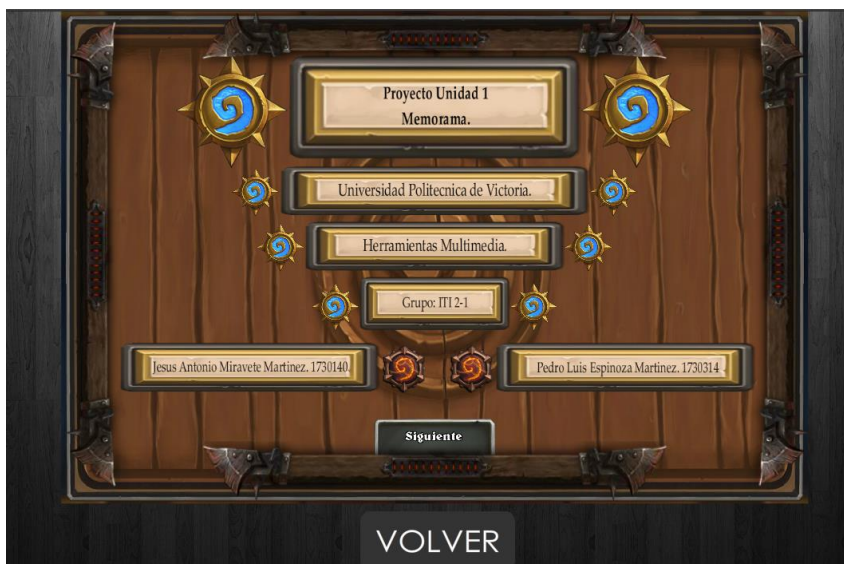 Proyecto Unidad 1
Memorama.
Universidad Politecnica de Victoria.
Herramientas Multimedia.
Grupo: ITI 2-1
Jesus Antonio Miravete Martinez. 1730140.
Pedro Luis Espinoza Martinez. 1730314
Siguiente
VOLVER